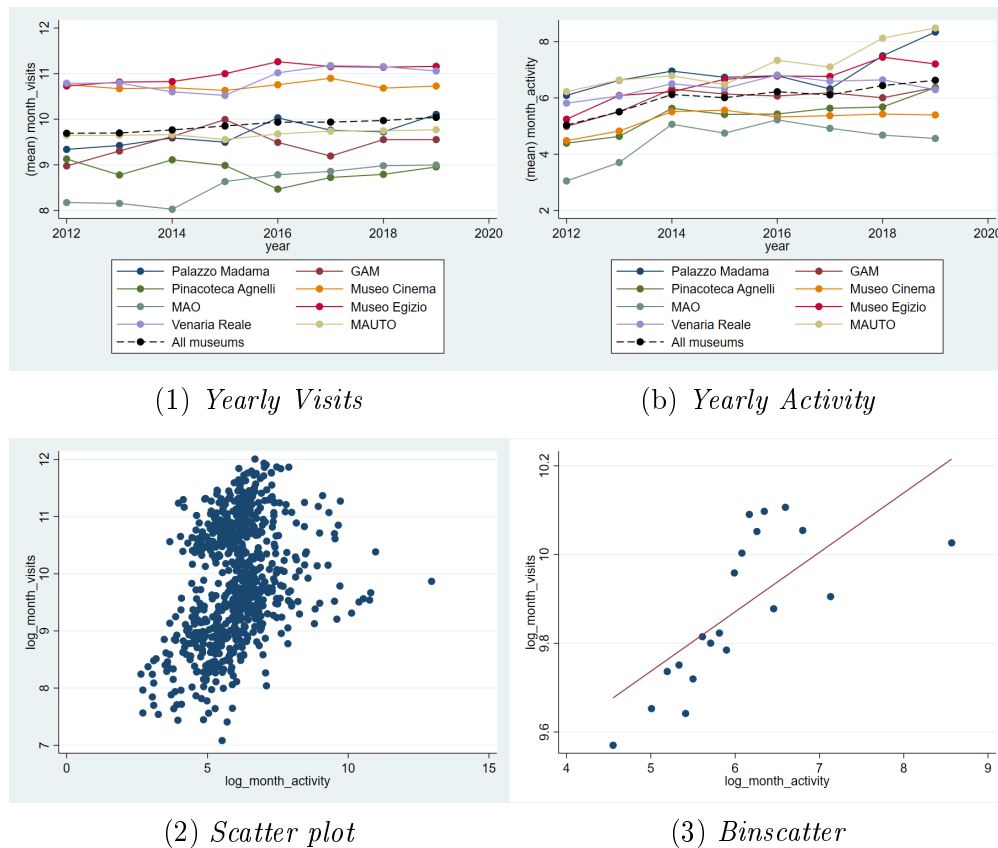 (mean) month_visits
12
11
10
9
8
2012 2014 2016 2018 2020
year
Palazzo Madama GAM
Pinacoteca Agnelli Museo Cinema
MAO Museo Egizio
Venaria Reale MAUTO
All museums
(1) Yearly Visits
(mean) month_activity
8
6
4
2
2012 2014 2016 2018 2020
year
Palazzo Madama GAM
Pinacoteca Agnelli Museo Cinema
MAO Museo Egizio
Venaria Reale MAUTO
All museums
(b) Yearly Activity
log_month_visits
12
11
10
9
8
7
0 5 10 15
log_month_activity
(2) Scatter plot
log_month_visits
10.2
10.0
9.8
9.6
4 5 6 7 8 9
log_month_activity
(3) Binscatter